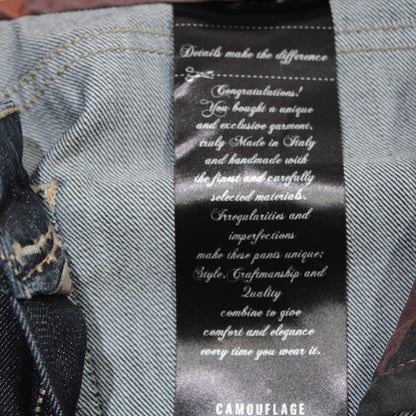 Details make the difference
Congratulations!
You bought a unique
and exclusive garment,
truly Made in Italy
and handmade with
the finest and carefully
selected materials.
Irregularities and
imperfections
make these pants unique;
Style, Craftmanship and
Quality
combine to give
comfort and elegance
every time you wear it.
CAMOUFLAGE